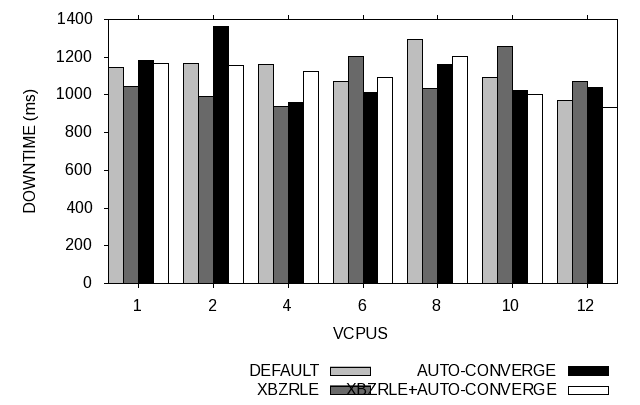 1400
1200
1000
800
600
400
200
0
DOWNTIME (ms)
1 2 4 6 8 10 12
VCPUS
DEFAULT AUTO-CONVERGE
XBZRLE XBZRLE+AUTO-CONVERGE